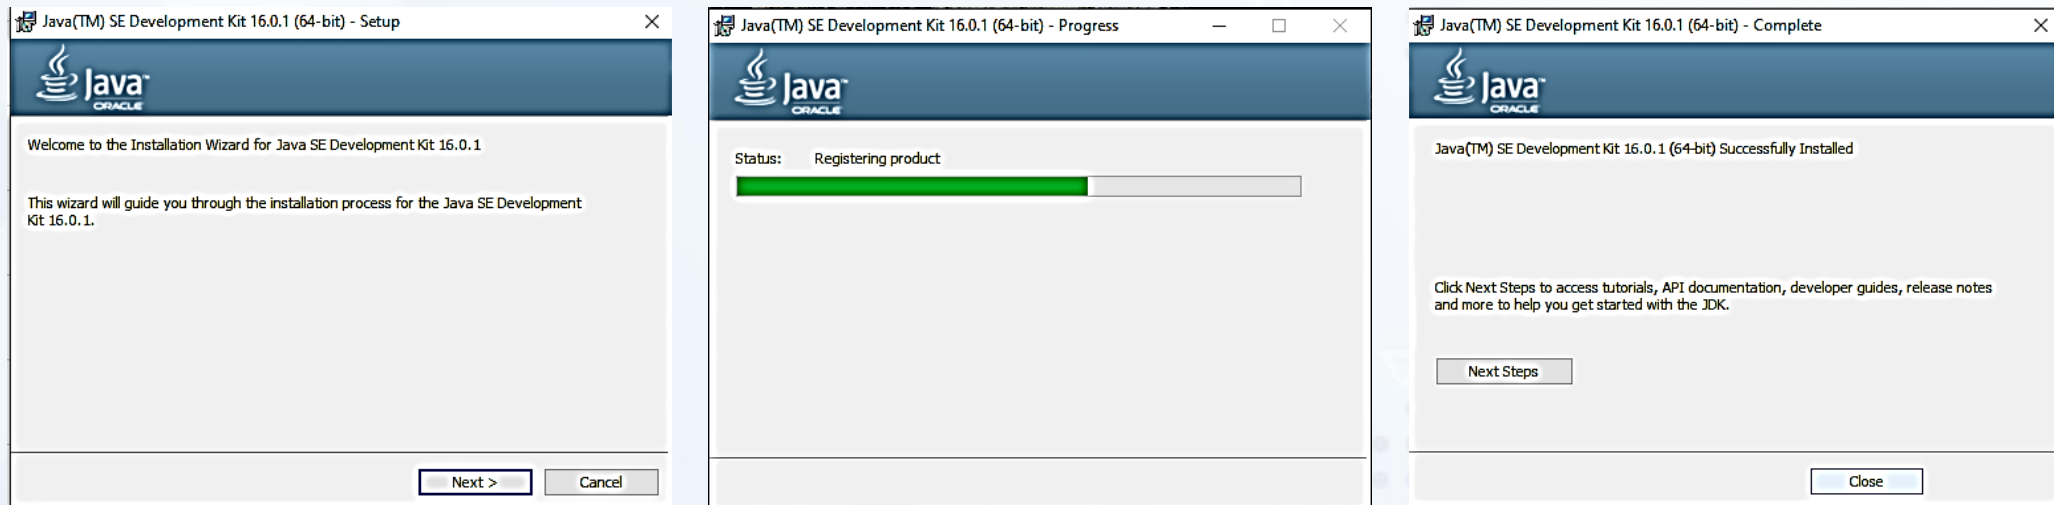 Java(TM) SE Development Kit 16.0.1 (64-bit) - Setup
Java™
ORACLE
Welcome to the Installation Wizard for Java SE Development Kit 16.0.1
This wizard will guide you through the installation process for the Java SE Development
Kit 16.0.1.
Next >
Cancel
Java(TM) SE Development Kit 16.0.1 (64-bit) - Progress
Java™
ORACLE
Status: Registering product
Java(TM) SE Development Kit 16.0.1 (64-bit) - Complete
Java™
ORACLE
Java(TM) SE Development Kit 16.0.1 (64-bit) Successfully Installed
Click Next Steps to access tutorials, API documentation, developer guides, release notes
and more to help you get started with the JDK.
Next Steps
Close